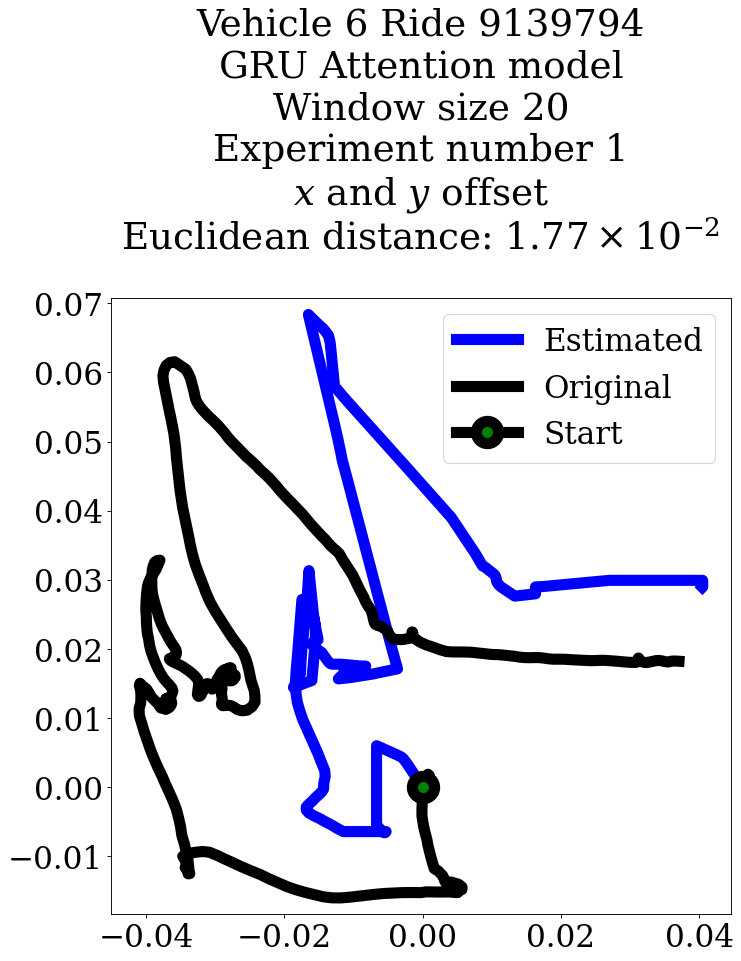 Vehicle 6 Ride 9139794
GRU Attention model
Window size 20
Experiment number 1
x and y offset
Euclidean distance: 1.77 × 10⁻²
Estimated
Original
Start
0.07
0.06
0.05
0.04
0.03
0.02
0.01
0.00
−0.01
−0.04 −0.02 0.00 0.02 0.04